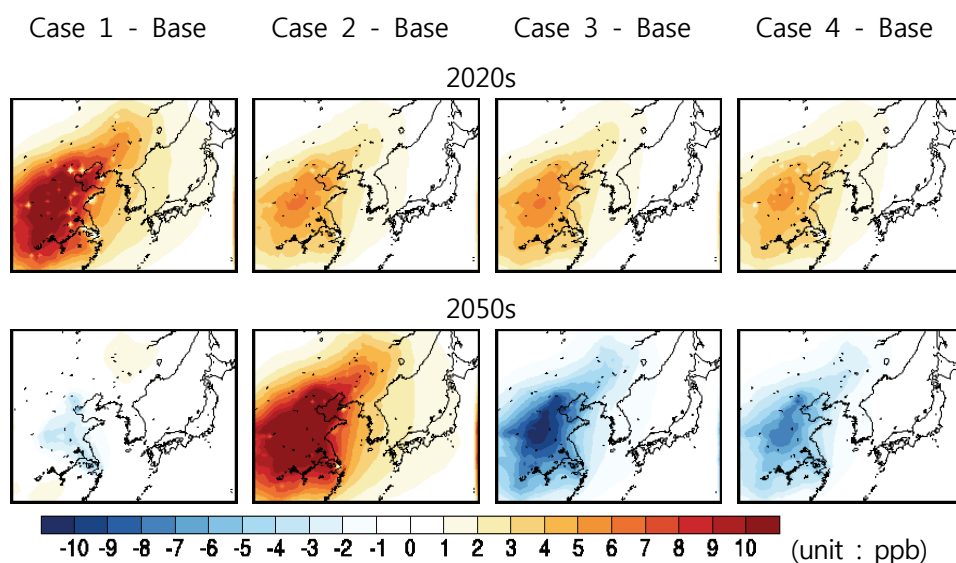 Case 1 - Base Case 2 - Base Case 3 - Base Case 4 - Base
2020s
2050s
-10 -9 -8 -7 -6 -5 -4 -3 -2 -1 0 1 2 3 4 5 6 7 8 9 10 (unit : ppb)